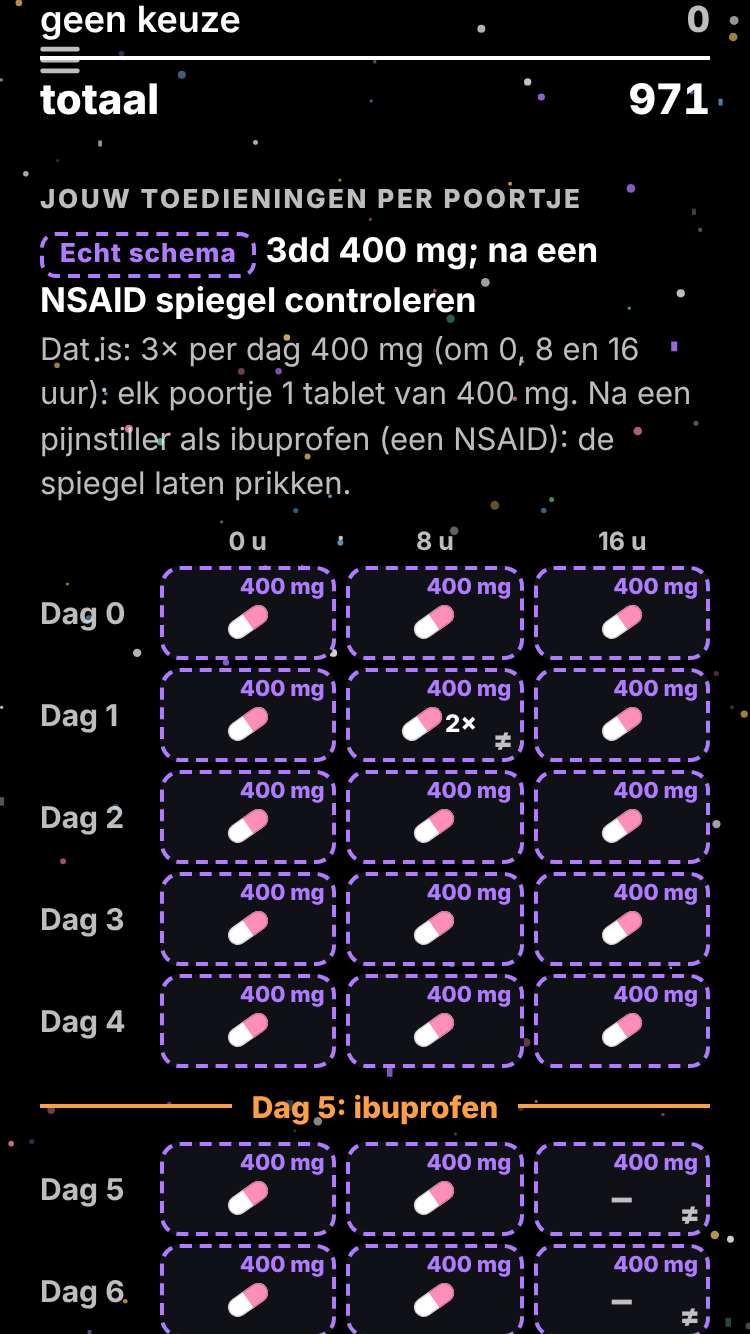 geen keuze 0
totaal 971
JOUW TOEDIENINGEN PER POORTJE
Echt schema 3dd 400 mg; na een
NSAID spiegel controleren
Dat is: 3× per dag 400 mg (om 0, 8 en 16
uur): elk poortje 1 tablet van 400 mg. Na een
pijnstiller als ibuprofen (een NSAID): de
spiegel laten prikken.
0 u 8 u 16 u
400 mg 400 mg 400 mg
Dag 0
400 mg 400 mg 400 mg
Dag 1 2× ≠
400 mg 400 mg 400 mg
Dag 2
400 mg 400 mg 400 mg
Dag 3
400 mg 400 mg 400 mg
Dag 4
Dag 5: ibuprofen
400 mg 400 mg 400 mg
Dag 5 – ≠
400 mg 400 mg 400 mg
Dag 6 – ≠